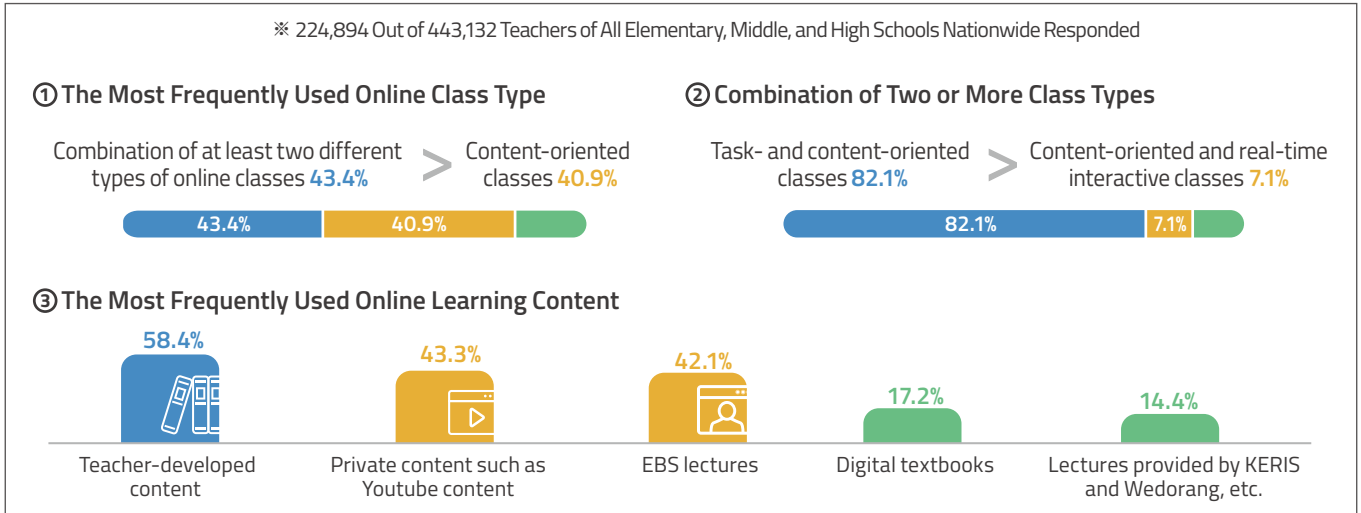 ※ 224,894 Out of 443,132 Teachers of All Elementary, Middle, and High Schools Nationwide Responded
① The Most Frequently Used Online Class Type
Combination of at least two different
types of online classes 43.4%
>
Content-oriented
classes 40.9%
43.4%
40.9%
② Combination of Two or More Class Types
Task- and content-oriented
classes 82.1%
>
Content-oriented and real-time
interactive classes 7.1%
82.1%
7.1%
③ The Most Frequently Used Online Learning Content
58.4%
Teacher-developed
content
43.3%
Private content such as
Youtube content
42.1%
EBS lectures
17.2%
Digital textbooks
14.4%
Lectures provided by KERIS
and Wedorang, etc.